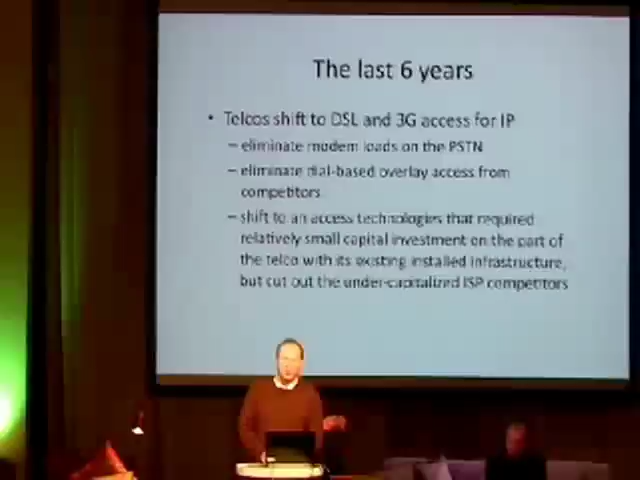 The last 6 years
• Telcos shift to DSL and 3G access for IP
– eliminate modem loads on the PSTN
– eliminate dial-based overlay access from
competitors
– shift to an access technologies that required
relatively small capital investment on the part of
the telco with its existing installed infrastructure,
but cut out the under-capitalized ISP competitors